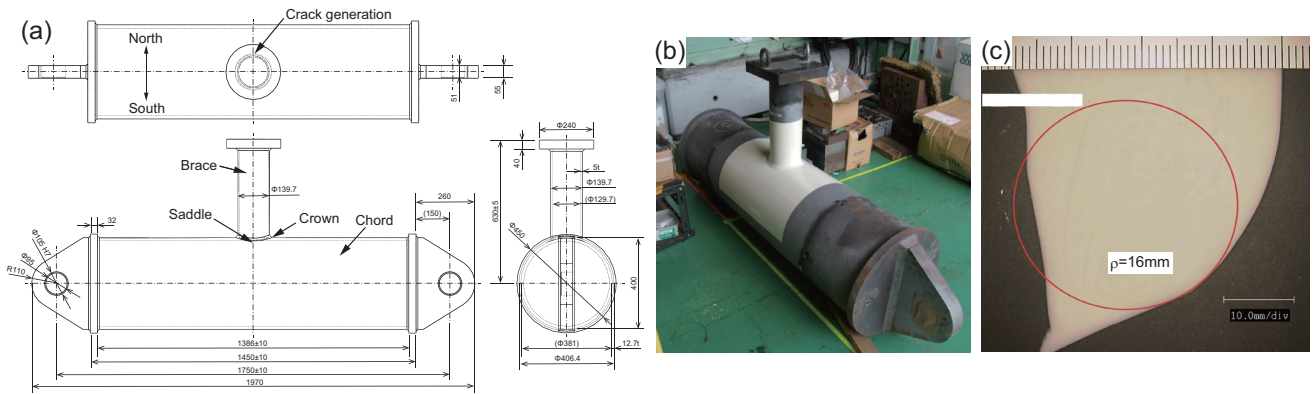 (a)
Crack generation
North
South
51
55
Brace
Φ139.7
Saddle
Crown
Chord
32
260
(150)
Φ105 H7
Φ95
R110
1386±10
1450±10
1750±10
1970
Φ240
40
5t
Φ139.7
(Φ129.7)
630±5
Φ450
400
(Φ381)
12.7t
Φ406.4
(b)
(c)
ρ=16mm
10.0mm/div